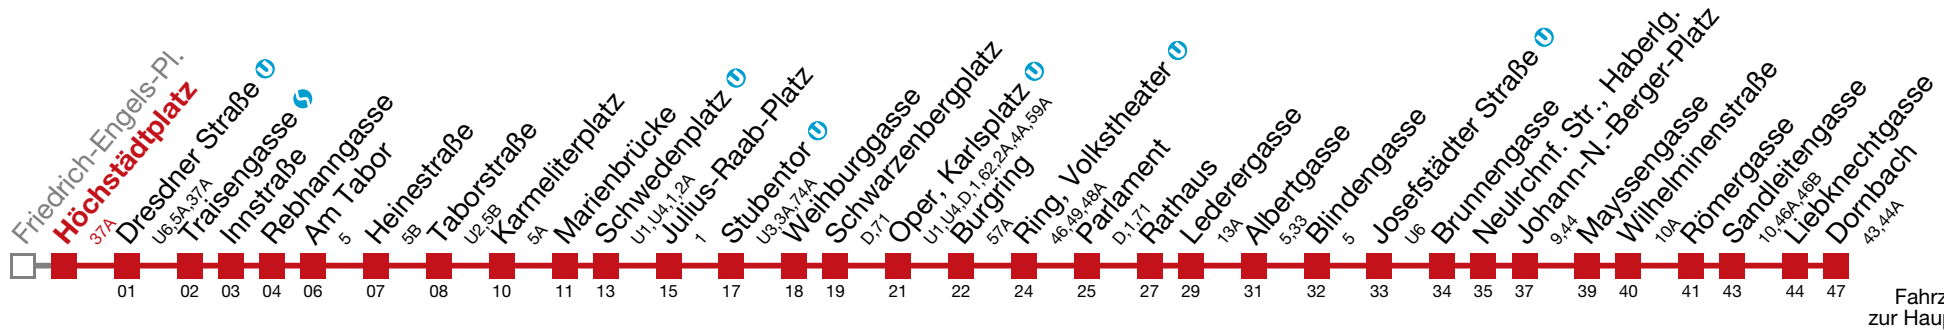 Friedrich-Engels-Pl.
Höchstädtplatz
37A
Dresdner Straße U
U6,5A,37A
Traisengasse S
Innstraße
Rebhanngasse
Am Tabor
5
Heinestraße
5B
Taborstraße
U2,5B
Karmeliterplatz
5A
Marienbrücke
Schwedenplatz U
U1,U4,1,2A
Julius-Raab-Platz
1
Stubentor U
U3,3A,74A
Weihburggasse
Schwarzenbergplatz
D,71
Oper, Karlsplatz U
U1,U4,D,1,62,2A,4A,59A
Burgring
57A
Ring, Volkstheater U
46,49,48A
Parlament
D,1,71
Rathaus
Lederergasse
13A
Albertgasse
5,33
Blindengasse
5
Josefstädter Straße U
U6
Brunnengasse
Neulrchnf. Str., Haberlg.
Johann-N.-Berger-Platz
9,44
Mayssengasse
Wilhelminenstraße
10A
Römergasse
Sandleitengasse
10,46A,46B
Liebknechtgasse
Dornbach
43,44A
01 02 03 04 06 07 08 10 11 13 15 17 18 19 21 22 24 25 27 29 31 32 33 34 35 37 39 40 41 43 44 47
Fahrz
zur Haup